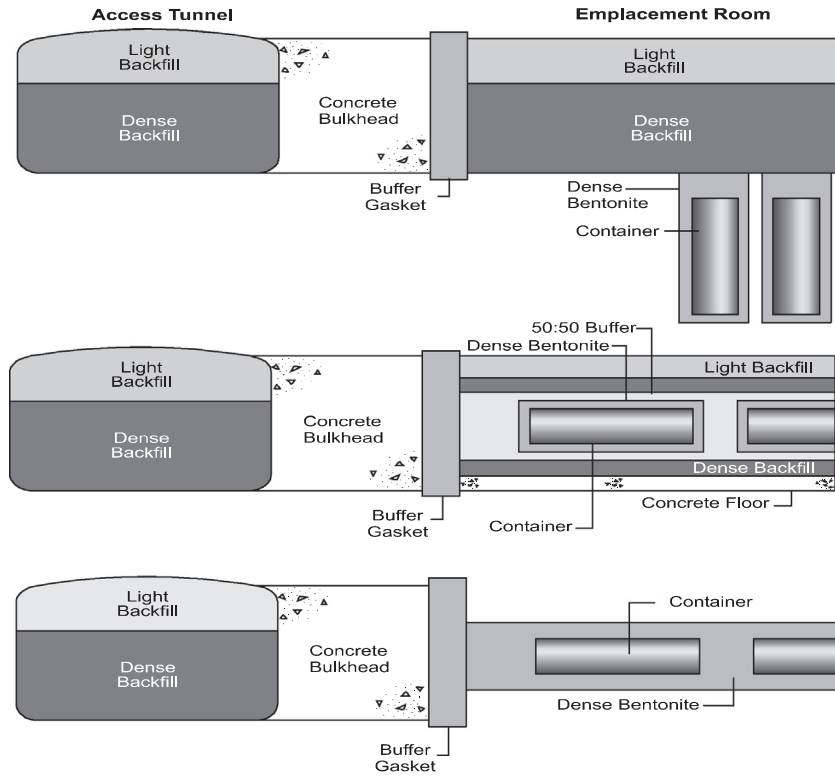 Access Tunnel
Emplacement Room
Light
Backfill
Dense
Backfill
Concrete
Bulkhead
Buffer
Gasket
Light
Backfill
Dense
Backfill
Dense
Bentonite
Container
50:50 Buffer
Dense Bentonite
Light
Backfill
Dense
Backfill
Concrete
Bulkhead
Buffer
Gasket
Light Backfill
Dense Backfill
Concrete Floor
Container
Light
Backfill
Dense
Backfill
Concrete
Bulkhead
Buffer
Gasket
Container
Dense Bentonite